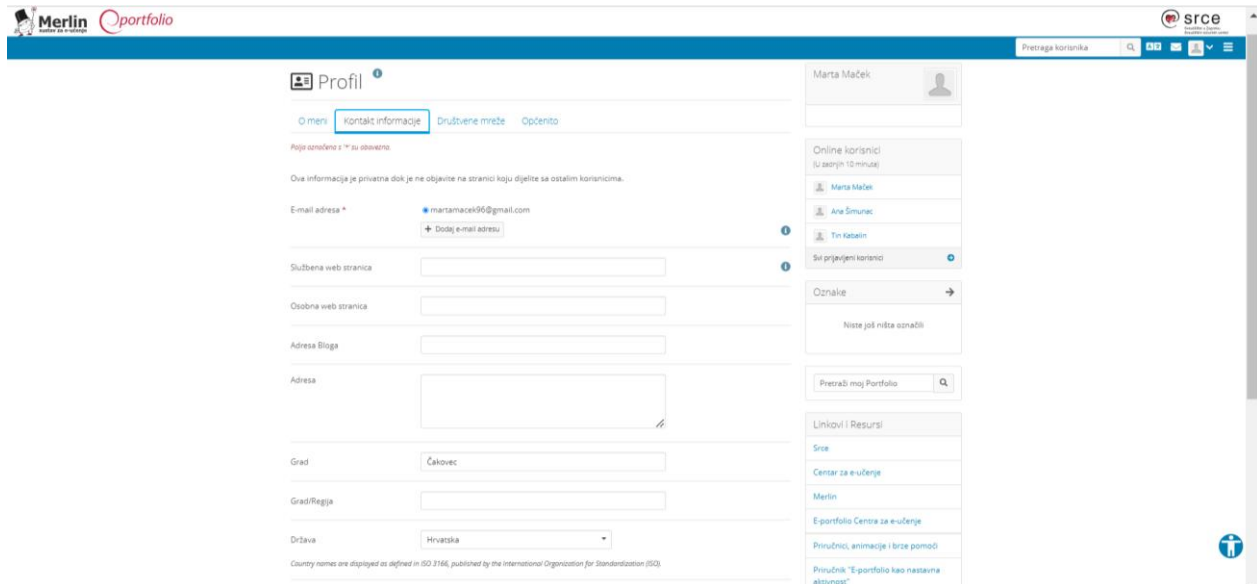 Merlin
sustav za e-učenje
portfolio
srce
Pretraga korisnika
Profil
O meni
Kontakt informacije
Društvene mreže
Općenito
Polja označena s '*' su obavezna.
Ova informacija je privatna dok je ne objavite na stranici koju dijelite sa ostalim korisnicima.
E-mail adresa *
martamacek96@gmail.com
+ Dodaj e-mail adresu
Službena web stranica
Osobna web stranica
Adresa Bloga
Adresa
Grad
Čakovec
Grad/Regija
Država
Hrvatska
Country names are displayed as defined in ISO 3166, published by the International Organization for Standardization (ISO).
Marta Maček
Online korisnici
(U zadnjih 10 minuta)
Marta Maček
Ana Šimunac
Tin Kabalin
Svi prijavljeni korisnici
Oznake
Niste još ništa označili
Pretraži moj Portfolio
Linkovi i Resursi
Srce
Centar za e-učenje
Merlin
E-portfolio Centra za e-učenje
Priručnici, animacije i brze pomoći
Priručnik "E-portfolio kao nastavna
aktivnost"